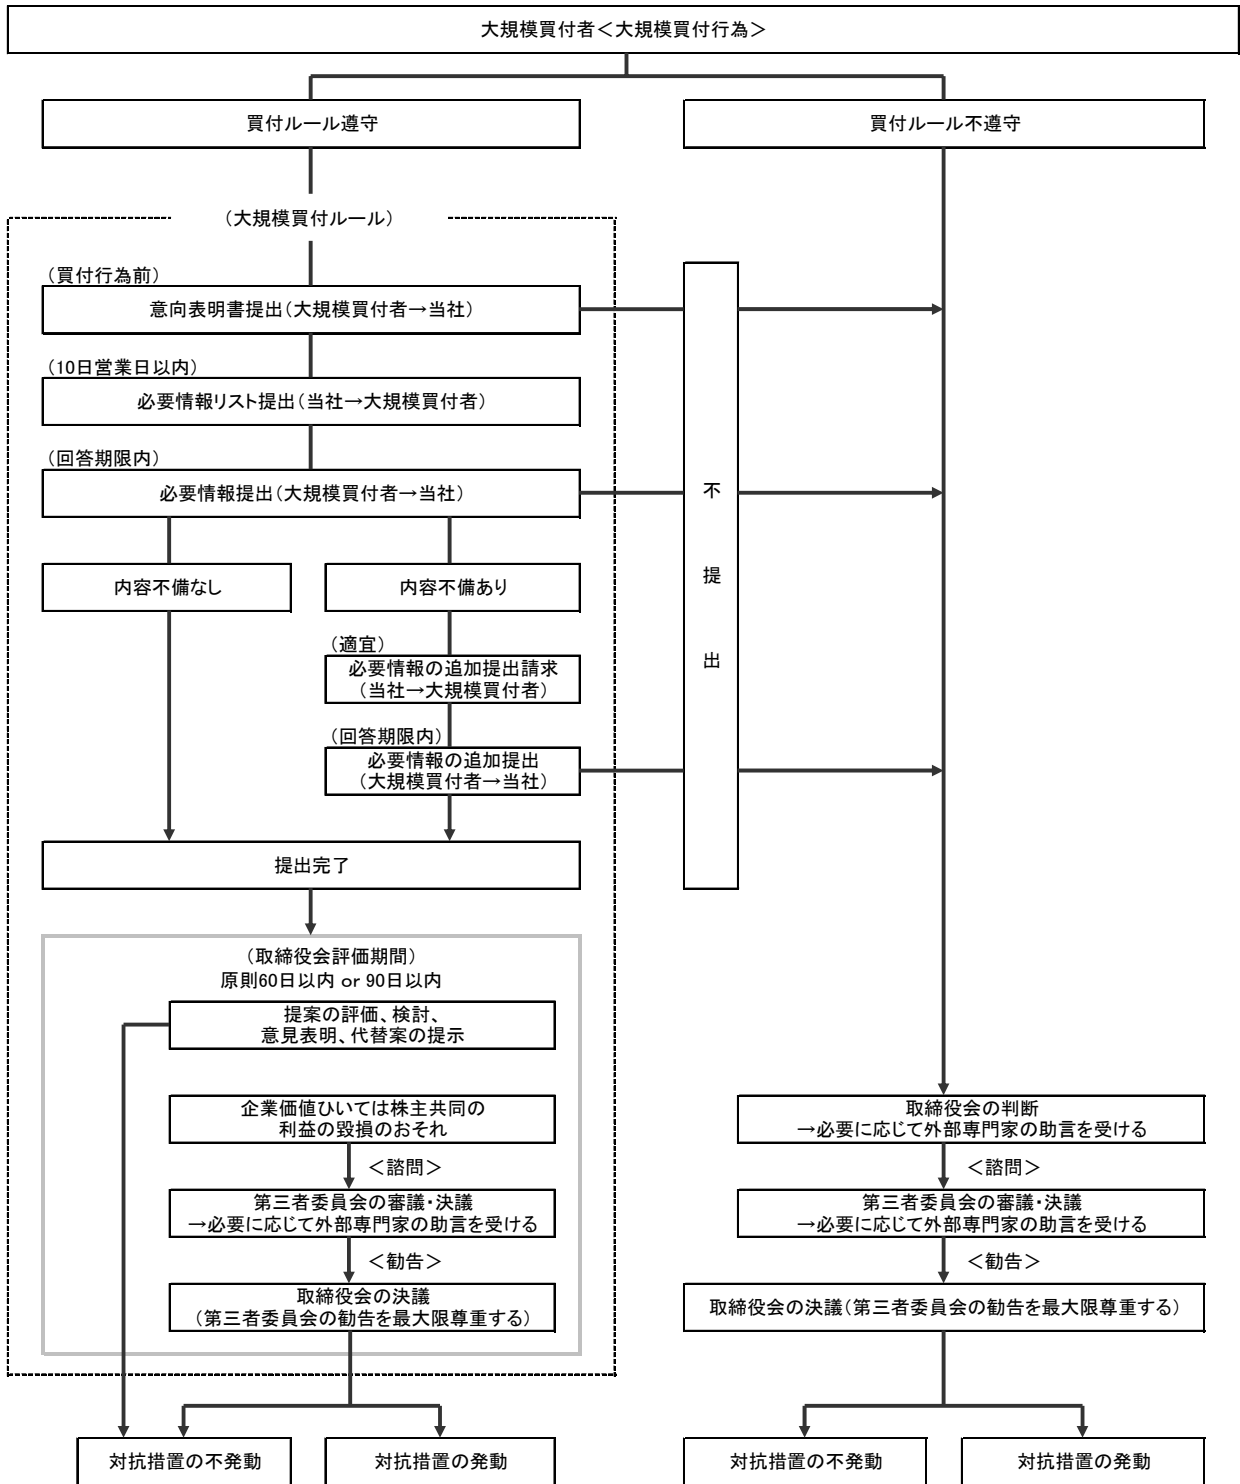 大規模買付者＜大規模買付行為＞
買付ルール遵守
買付ルール不遵守
（大規模買付ルール）
（買付行為前）
意向表明書提出（大規模買付者→当社）
（10日営業日以内）
必要情報リスト提出（当社→大規模買付者）
（回答期限内）
必要情報提出（大規模買付者→当社）
不
提
出
内容不備なし
内容不備あり
（適宜）
必要情報の追加提出請求
（当社→大規模買付者）
（回答期限内）
必要情報の追加提出
（大規模買付者→当社）
提出完了
（取締役会評価期間）
原則60日以内 or 90日以内
提案の評価、検討、
意見表明、代替案の提示
企業価値ひいては株主共同の
利益の毀損のおそれ
＜諮問＞
第三者委員会の審議・決議
→必要に応じて外部専門家の助言を受ける
＜勧告＞
取締役会の決議
（第三者委員会の勧告を最大限尊重する）
取締役会の判断
→必要に応じて外部専門家の助言を受ける
＜諮問＞
第三者委員会の審議・決議
→必要に応じて外部専門家の助言を受ける
＜勧告＞
取締役会の決議（第三者委員会の勧告を最大限尊重する）
対抗措置の不発動
対抗措置の発動
対抗措置の不発動
対抗措置の発動